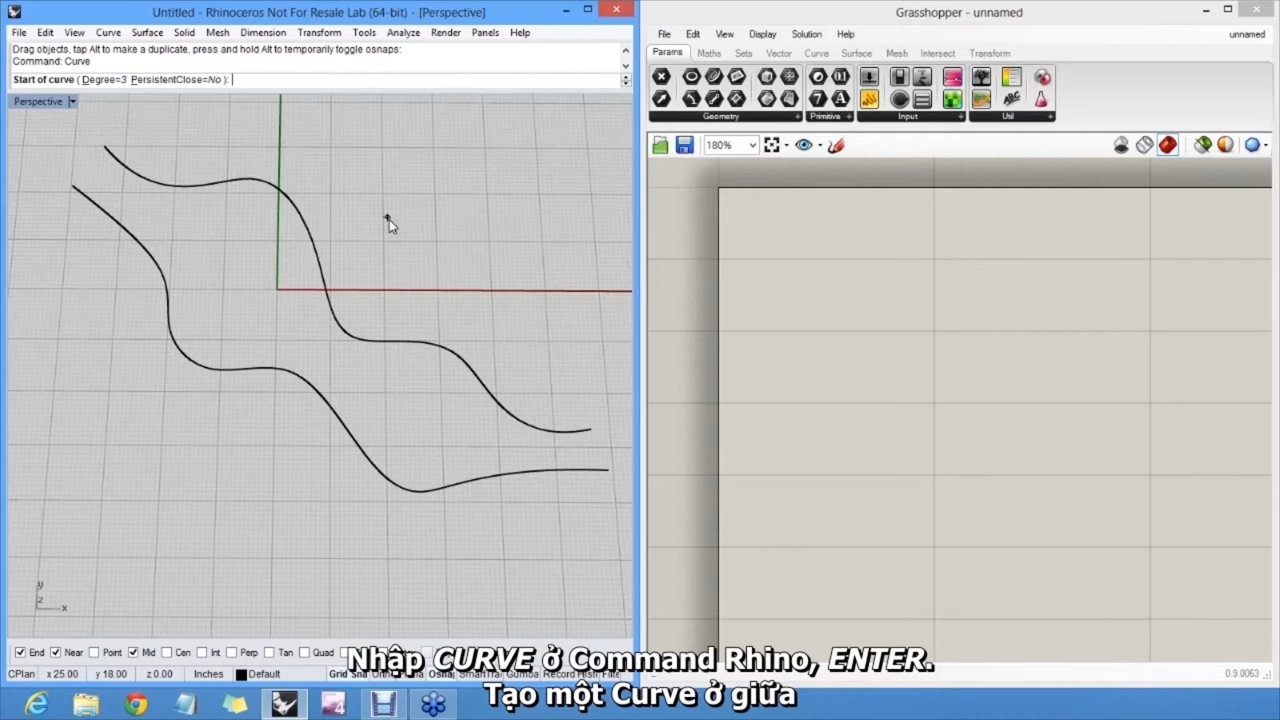 Untitled - Rhinoceros Not For Resale Lab (64-bit) - [Perspective]
File Edit View Curve Surface Solid Mesh Dimension Transform Tools Analyze Render Panels Help
Drag objects, tap Alt to make a duplicate, press and hold Alt to temporarily toggle osnaps:
Command: Curve
Start of curve ( Degree=3 PersistentClose=No ):
Perspective
y
z
x
End Near Point Mid Cen Int Perp Tan Quad
CPlan x 25.00 y 18.00 z 0.00 Inches Default Grid Sn
Grasshopper - unnamed
File Edit View Display Solution Help unnamed
Params Maths Sets Vector Curve Surface Mesh Intersect Transform
Geometry Primitive Input Util
180%
0.9.0063
Nhập CURVE ở Command Rhino, ENTER.
Tạo một Curve ở giữa